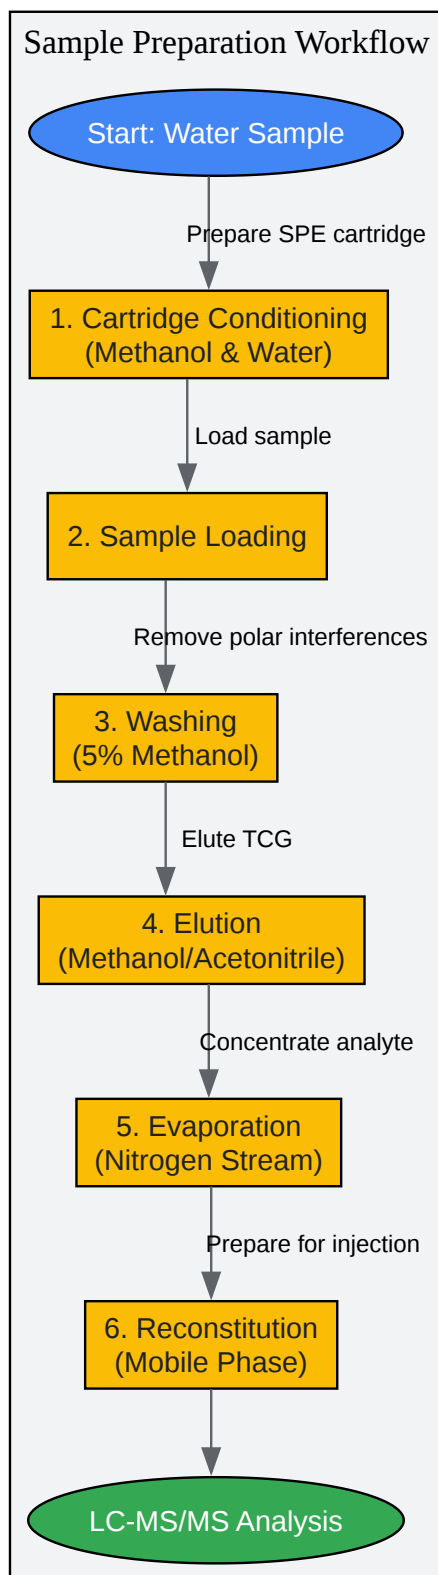 Sample Preparation Workflow
Start: Water Sample
Prepare SPE cartridge
1. Cartridge Conditioning
(Methanol & Water)
Load sample
2. Sample Loading
Remove polar interferences
3. Washing
(5% Methanol)
Elute TCG
4. Elution
(Methanol/Acetonitrile)
Concentrate analyte
5. Evaporation
(Nitrogen Stream)
Prepare for injection
6. Reconstitution
(Mobile Phase)
LC-MS/MS Analysis